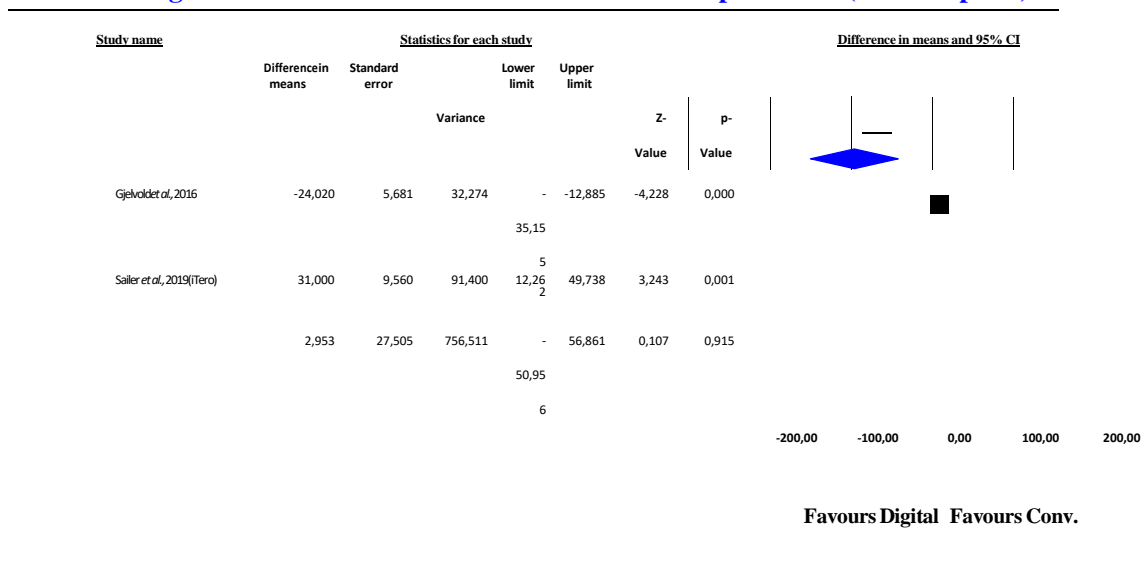 Study name Statistics for each study Difference in means and 95% CI
Differencein Standard Lower Upper
means error limit limit
Variance Z- p-
Value Value
Gjelvoldet al.,2016 -24,020 5,681 32,274 - -12,885 -4,228 0,000
35,15
5
Sailer et al., 2019(iTero) 31,000 9,560 91,400 12,26 49,738 3,243 0,001
2
2,953 27,505 756,511 - 56,861 0,107 0,915
50,95
6
-200,00 -100,00 0,00 100,00 200,00
Favours Digital Favours Conv.